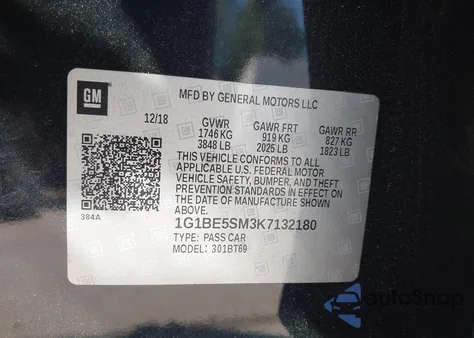 GM
MFD BY GENERAL MOTORS LLC
12/18 GVWR GAWR FRT GAWR RR
1746 KG 919 KG 827 KG
3848 LB 2025 LB 1823 LB
THIS VEHICLE CONFORMS TO ALL
APPLICABLE U.S. FEDERAL MOTOR
VEHICLE SAFETY, BUMPER, AND THEFT
PREVENTION STANDARDS IN EFFECT ON
THE DATE OF MANUFACTURE SHOWN ABOVE.
384A
1G1BE5SM3K7132180
TYPE: PASS CAR
MODEL: 301BT69
autoSnap